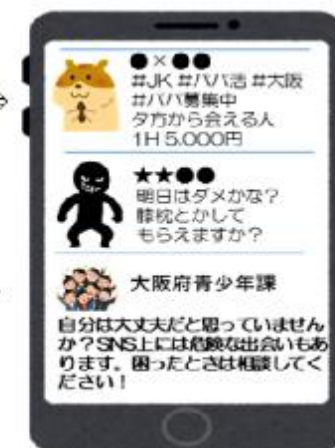 ●×●●
#JK #パパ活 #大阪
#パパ募集中
夕方から会える人
1H 5,000円
★★●●
明日はダメかな？
膝枕とかして
もらえますか？
大阪府青少年課
自分は大丈夫だと思っていません
か？SNS上には危険な出会いもあ
ります。困ったときは相談してく
ださい！